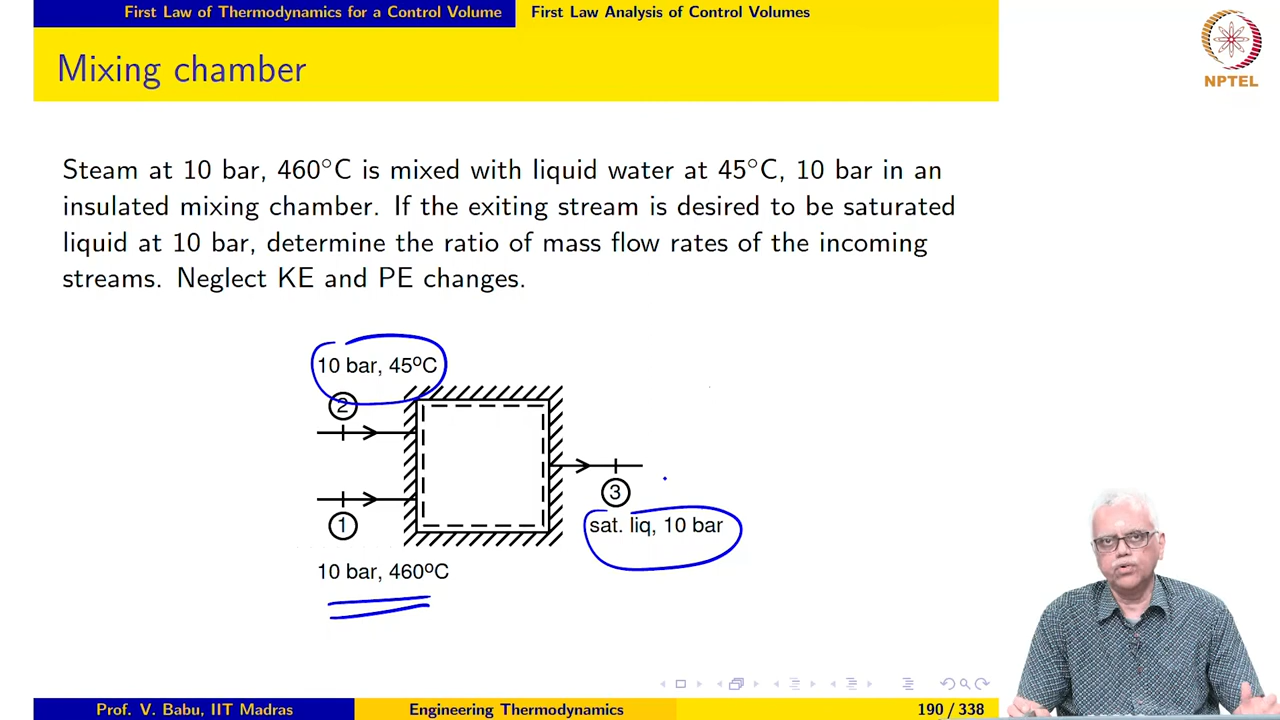 First Law of Thermodynamics for a Control Volume First Law Analysis of Control Volumes
Mixing chamber
NPTEL
Steam at 10 bar, 460°C is mixed with liquid water at 45°C, 10 bar in an
insulated mixing chamber. If the exiting stream is desired to be saturated
liquid at 10 bar, determine the ratio of mass flow rates of the incoming
streams. Neglect KE and PE changes.
10 bar, 45ºC
2
3
1
sat. liq, 10 bar
10 bar, 460ºC
Prof. V. Babu, IIT Madras Engineering Thermodynamics 190 / 338